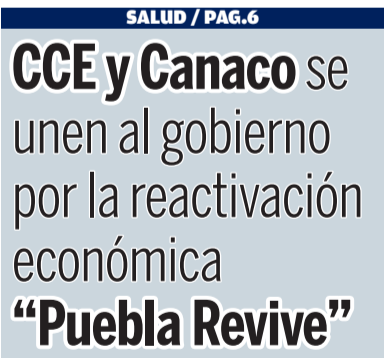 SALUD / PAG.6
CCE y Canaco se
unen al gobierno
por la reactivación
económica
“Puebla Revive”